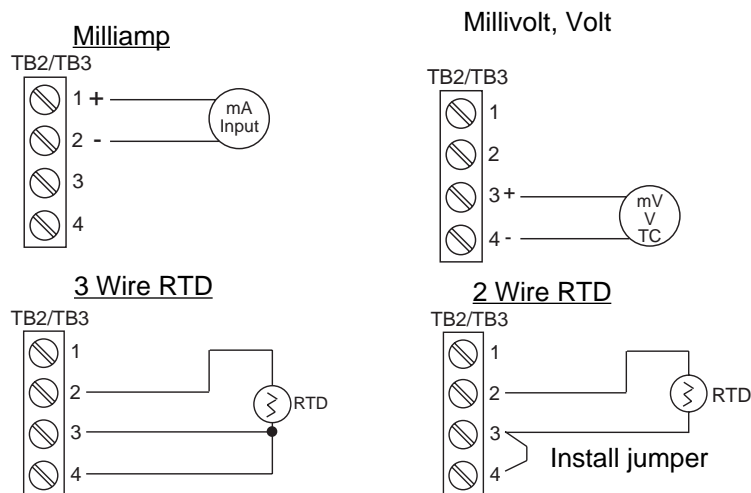 Milliamp
TB2/TB3
1 +
2 -
3
4
mA
Input
Millivolt, Volt
TB2/TB3
1
2
3 +
4 -
mV
V
TC
3 Wire RTD
TB2/TB3
1
2
3
4
RTD
2 Wire RTD
TB2/TB3
1
2
3
4
RTD
Install jumper